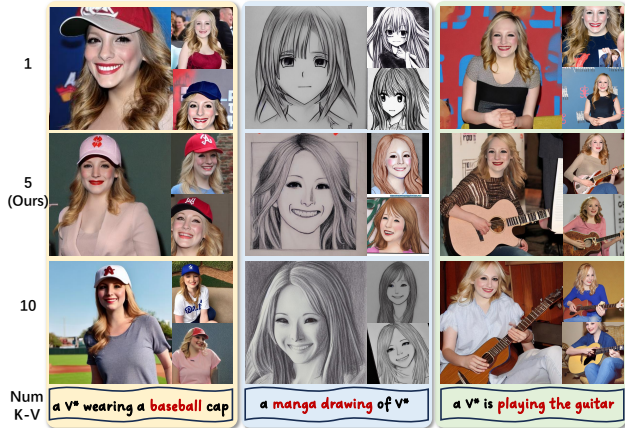 1
5
(Ours)
10
Num
K-V
a V* wearing a baseball cap
a manga drawing of V*
a V* is playing the guitar